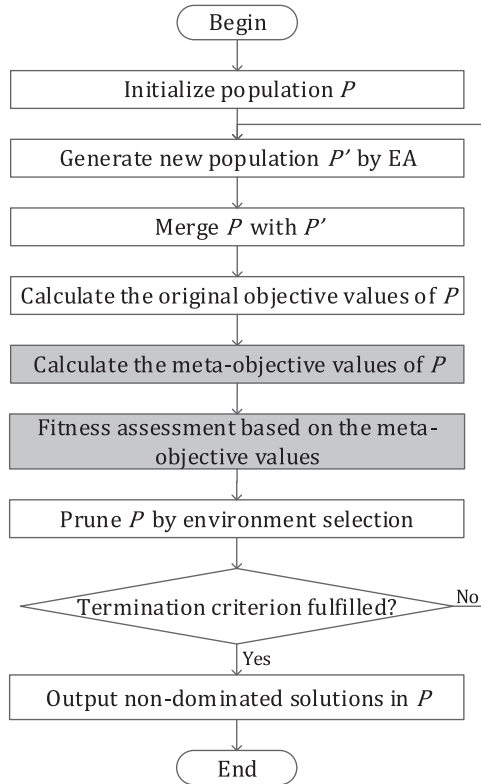 Begin
Initialize population P
Generate new population P' by EA
Merge P with P'
Calculate the original objective values of P
Calculate the meta-objective values of P
Fitness assessment based on the meta-
objective values
Prune P by environment selection
Termination criterion fulfilled?
No
Yes
Output non-dominated solutions in P
End